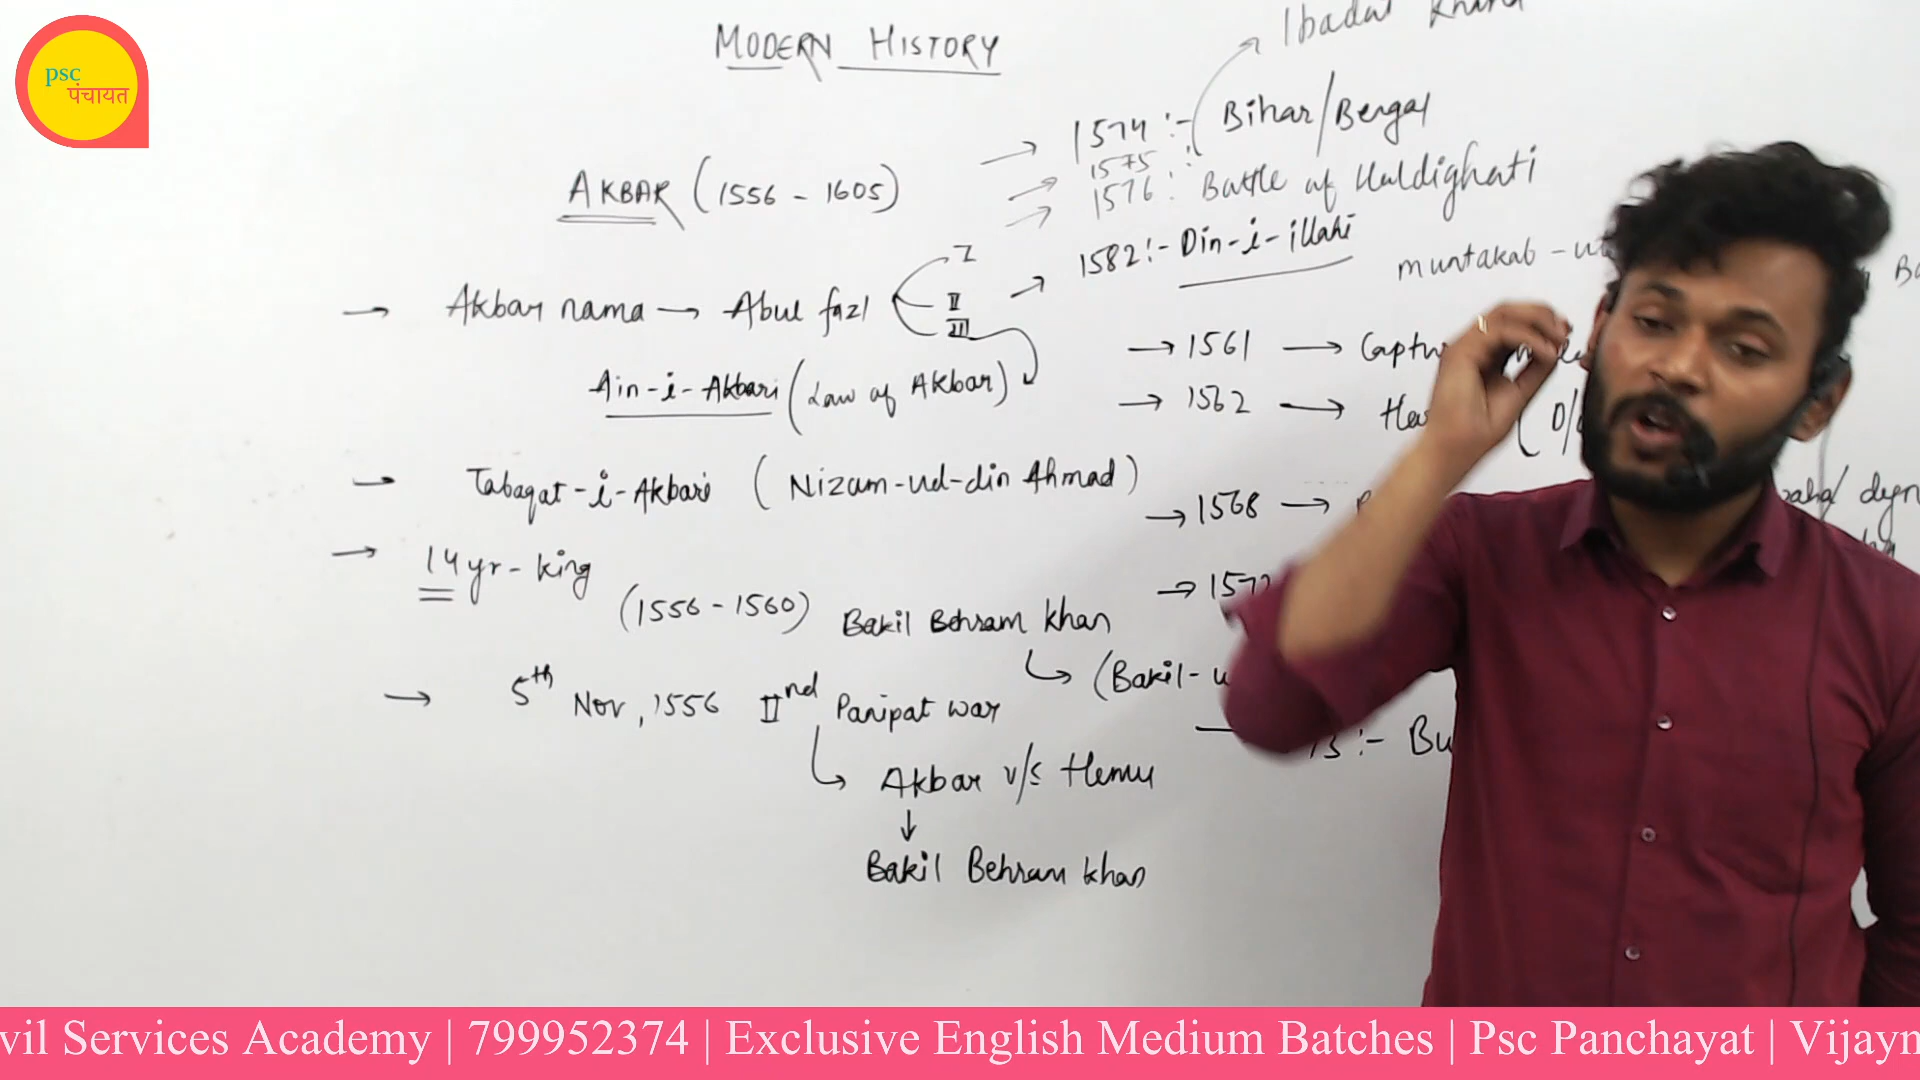 psc
पंचायत
MODERN HISTORY
Ibadat Khana
AKBAR (1556 - 1605)
→ 1574 :- Bihar/Bengal
→ 1575 :
→ 1576 : Battle of Haldighati
→ 1582 :- Din-i-illahi
muntakab - ut
→ Akbar nama → Abul fazl
I
II
III
Ain-i-Akbari (Law of Akbar)
→ 1561 →
→ 1562 →
→ Tabaqat-i-Akbari (Nizam-ud-din Ahmad)
→ 1568 →
→ 14 yr - king
(1556 - 1560) Bakil Behram Khan
(Bakil-
→ 5th Nov, 1556 IInd Panipat war
Akbar v/s Hemu
↓
Bakil Behram Khan
vil Services Academy | 799952374 | Exclusive English Medium Batches | Psc Panchayat | Vijayn